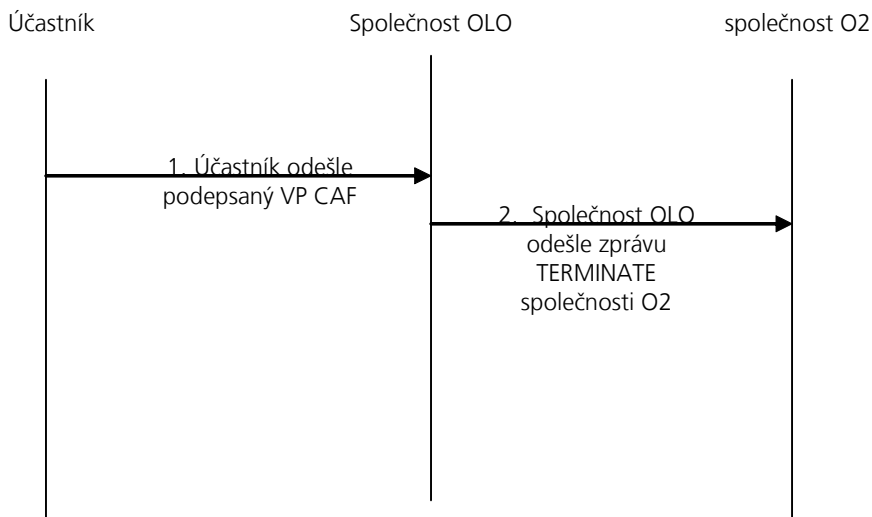 Účastník
Společnost OLO
společnost O2
1. Účastník odešle
podepsaný VP CAF
2. Společnost OLO
odešle zprávu
TERMINATE
společnosti O2